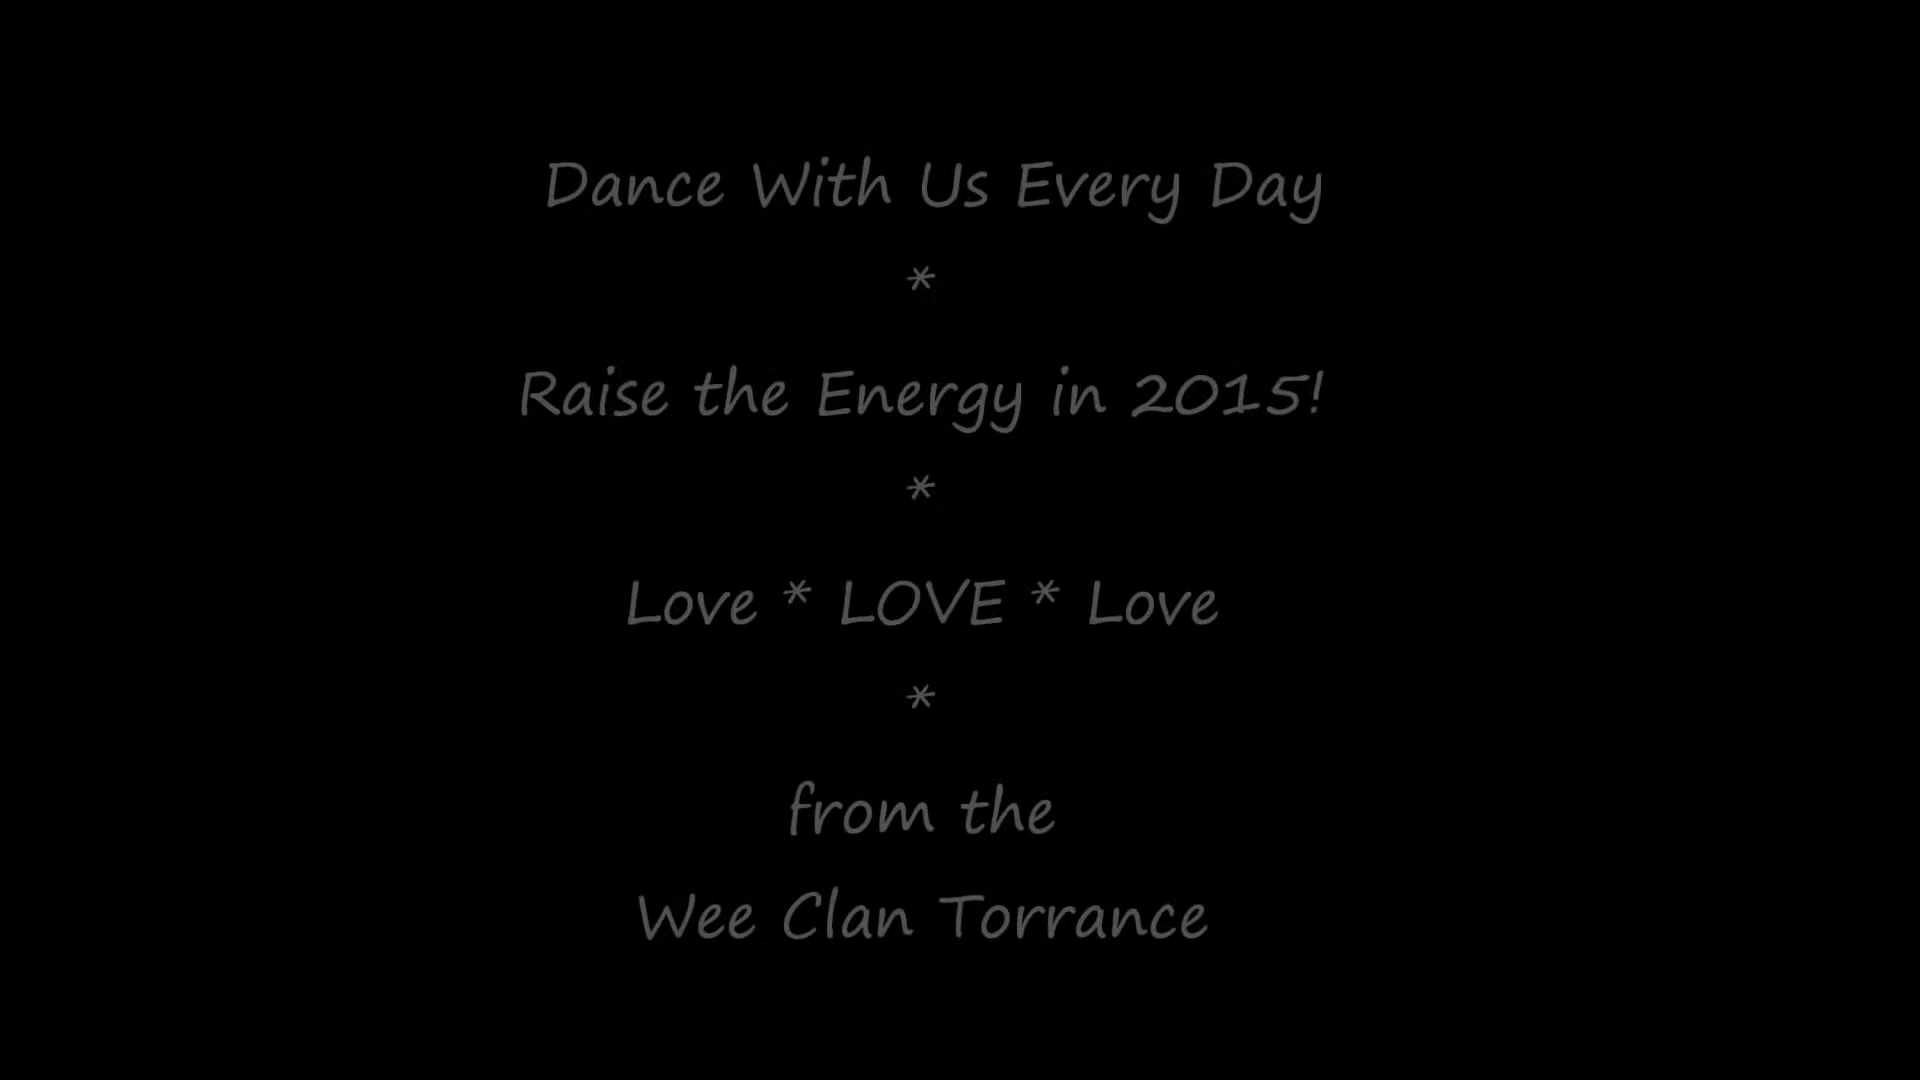 Dance With Us Every Day
*
Raise the Energy in 2015!
*
Love * LOVE * Love
*
from the
Wee Clan Torrance